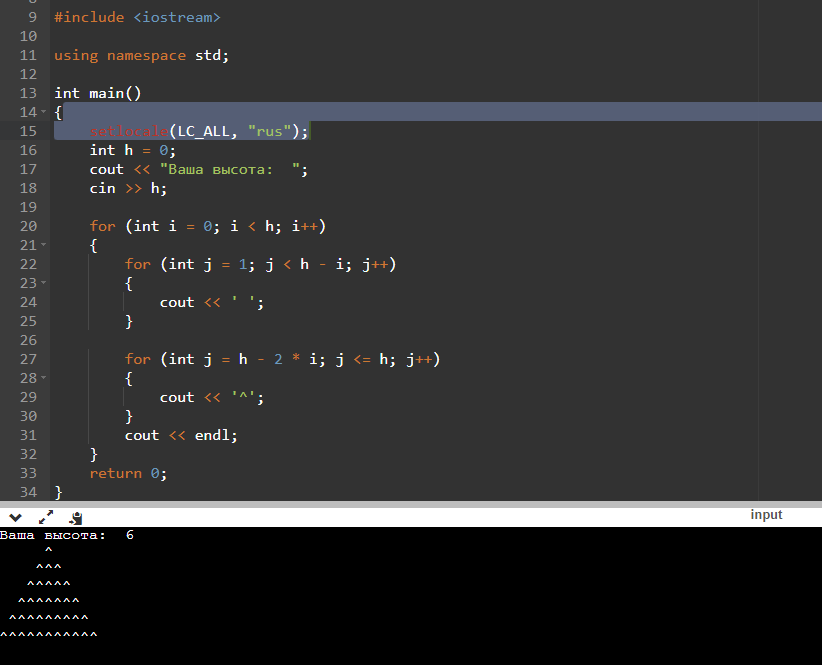 9 #include <iostream>
10
11 using namespace std;
12
13 int main()
14 {
15     setlocale(LC_ALL, "rus");
16     int h = 0;
17     cout << "Ваша высота:  ";
18     cin >> h;
19
20     for (int i = 0; i < h; i++)
21     {
22         for (int j = 1; j < h - i; j++)
23         {
24             cout << ' ';
25         }
26
27         for (int j = h - 2 * i; j <= h; j++)
28         {
29             cout << '^';
30         }
31         cout << endl;
32     }
33     return 0;
34 }
input
Ваша высота:  6
     ^
    ^^^
   ^^^^^
  ^^^^^^^
 ^^^^^^^^^
^^^^^^^^^^^